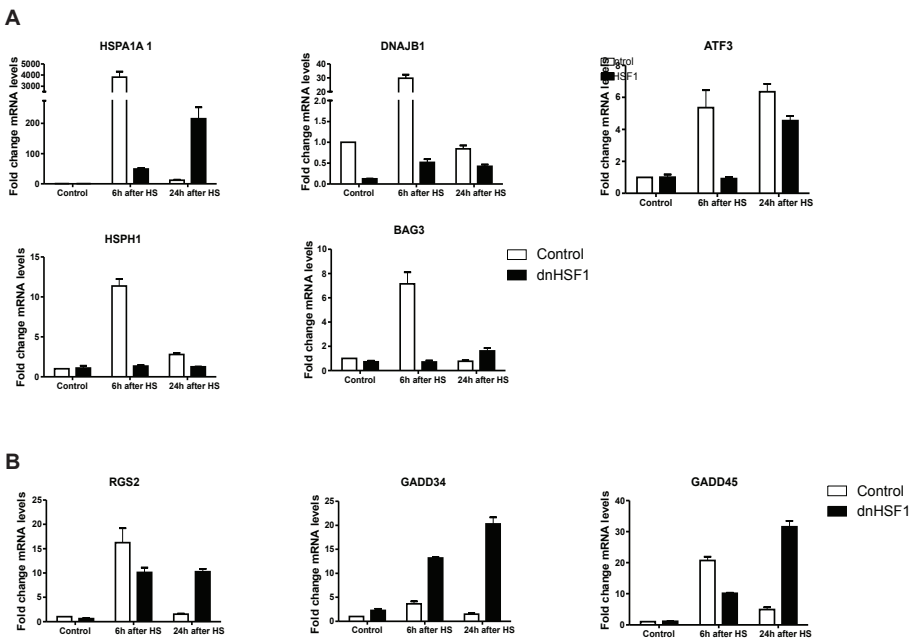 A
HSPA1A 1
Fold change mRNA levels
5000
4000
3000
2000
1000
200
100
0
Control
6h after HS
24h after HS
DNAJB1
Fold change mRNA levels
40
30
20
10
2.0
1.5
1.0
0.5
0.0
Control
6h after HS
24h after HS
ATF3
Fold change mRNA levels
8
6
4
2
0
Control
6h after HS
24h after HS
HSPH1
Fold change mRNA levels
15
10
5
0
Control
6h after HS
24h after HS
BAG3
Fold change mRNA levels
10
8
6
4
2
0
Control
6h after HS
24h after HS
Control
dnHSF1
B
RGS2
Fold change mRNA levels
25
20
15
10
5
0
Control
6h after HS
24h after HS
GADD34
Fold change mRNA levels
25
20
15
10
5
0
Control
6h after HS
24h after HS
GADD45
Fold change mRNA levels
40
30
20
10
0
Control
6h after HS
24h after HS
Control
dnHSF1